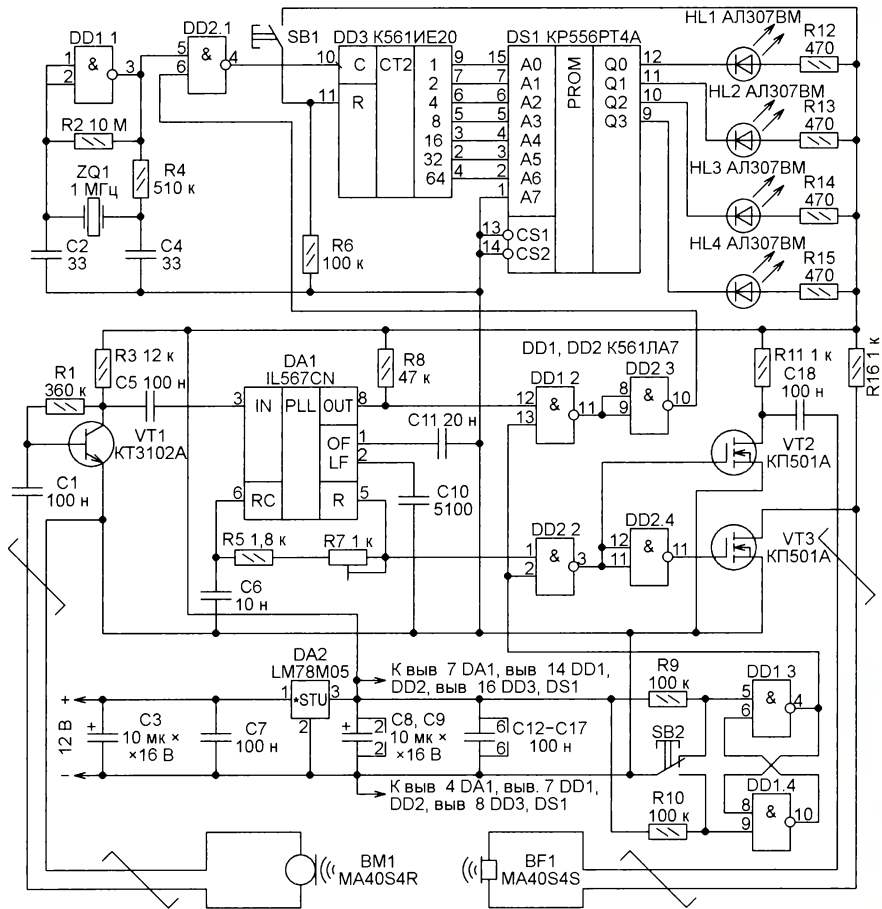 DD1 1
DD2.1
SB1
DD3 К561ИЕ20
DS1 КР556РТ4А
HL1 АЛ307ВМ
R12
470
1
2
&
3
5
6
&
4
10
C
CT2
11
R
1
2
4
8
16
32
64
9
7
6
5
3
2
4
15
7
6
5
4
3
2
1
A0
A1
A2
A3
A4
A5
A6
A7
PROM
Q0
Q1
Q2
Q3
12
11
10
9
13
14
CS1
CS2
HL2 АЛ307ВМ
R13
470
HL3 АЛ307ВМ
R14
470
HL4 АЛ307ВМ
R15
470
R2 10 М
ZQ1
1 МГц
R4
510 к
C2
33
C4
33
R6
100 к
R1
360 к
R3 12 к
C5 100 н
VT1
КТ3102А
C1
100 н
DA1
IL567CN
3
IN
PLL
OUT
8
OF
1
LF
2
6
RC
R
5
R8
47 к
C11 20 н
C10
5100
R5 1,8 к
R7 1 к
C6
10 н
DD1, DD2 К561ЛА7
DD1 2
12
13
&
11
DD2 3
8
9
&
10
R11 1 к
C18
100 н
R16 1 к
VT2
КП501А
DD2 2
1
2
&
3
DD2.4
12
11
&
11
VT3
КП501А
DA2
LM78M05
1
*STU
3
2
К выв 7 DA1, выв 14 DD1,
DD2, выв 16 DD3, DS1
+
12 В
−
+
C3
10 мк ×
×16 В
C7
100 н
+
2
2
C8, C9
10 мк ×
×16 В
6
6
C12–C17
100 н
К выв 4 DA1, выв. 7 DD1,
DD2, выв 8 DD3, DS1
R9
100 к
SB2
R10
100 к
DD1 3
5
6
&
4
DD1.4
8
9
&
10
BM1
MA40S4R
BF1
MA40S4S